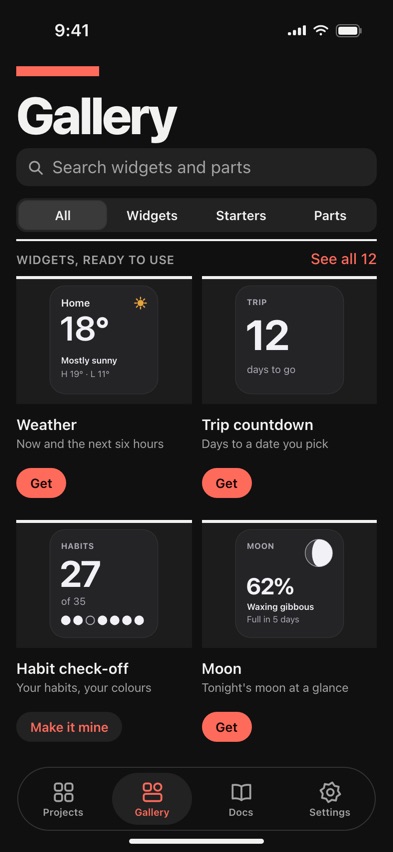 9:41
Gallery
Search widgets and parts
All Widgets Starters Parts
WIDGETS, READY TO USE See all 12
Home
18°
Mostly sunny
H 19° · L 11°
TRIP
12
days to go
Weather
Now and the next six hours
Get
Trip countdown
Days to a date you pick
Get
HABITS
27
of 35
MOON
62%
Waxing gibbous
Full in 5 days
Habit check-off
Your habits, your colours
Make it mine
Moon
Tonight's moon at a glance
Get
Projects Gallery Docs Settings